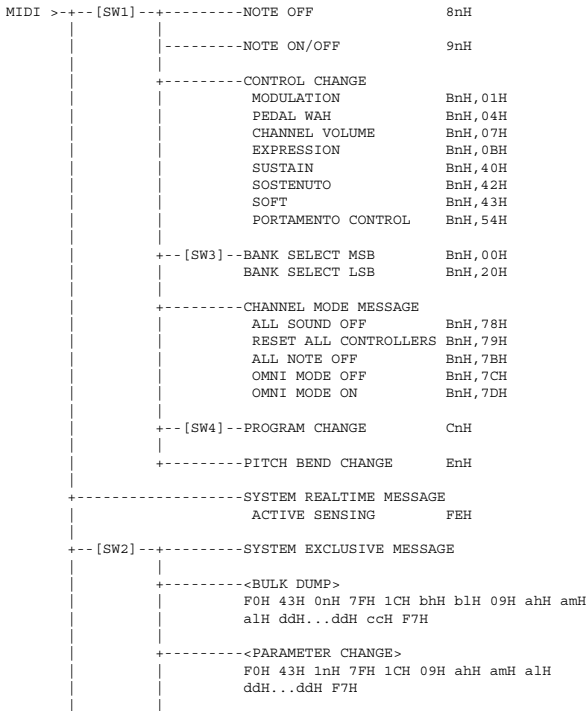 MIDI >-+--[SW1]--+---------NOTE OFF 8nH
|---------NOTE ON/OFF 9nH
+---------CONTROL CHANGE
MODULATION BnH,01H
PEDAL WAH BnH,04H
CHANNEL VOLUME BnH,07H
EXPRESSION BnH,0BH
SUSTAIN BnH,40H
SOSTENUTO BnH,42H
SOFT BnH,43H
PORTAMENTO CONTROL BnH,54H
+--[SW3]--BANK SELECT MSB BnH,00H
BANK SELECT LSB BnH,20H
+---------CHANNEL MODE MESSAGE
ALL SOUND OFF BnH,78H
RESET ALL CONTROLLERS BnH,79H
ALL NOTE OFF BnH,7BH
OMNI MODE OFF BnH,7CH
OMNI MODE ON BnH,7DH
+--[SW4]--PROGRAM CHANGE CnH
+---------PITCH BEND CHANGE EnH
+-------------------SYSTEM REALTIME MESSAGE
ACTIVE SENSING FEH
+--[SW2]--+---------SYSTEM EXCLUSIVE MESSAGE
+---------<BULK DUMP>
F0H 43H 0nH 7FH 1CH bhH blH 09H ahH amH
alH ddH...ddH ccH F7H
+---------<PARAMETER CHANGE>
F0H 43H 1nH 7FH 1CH 09H ahH amH alH
ddH...ddH F7H